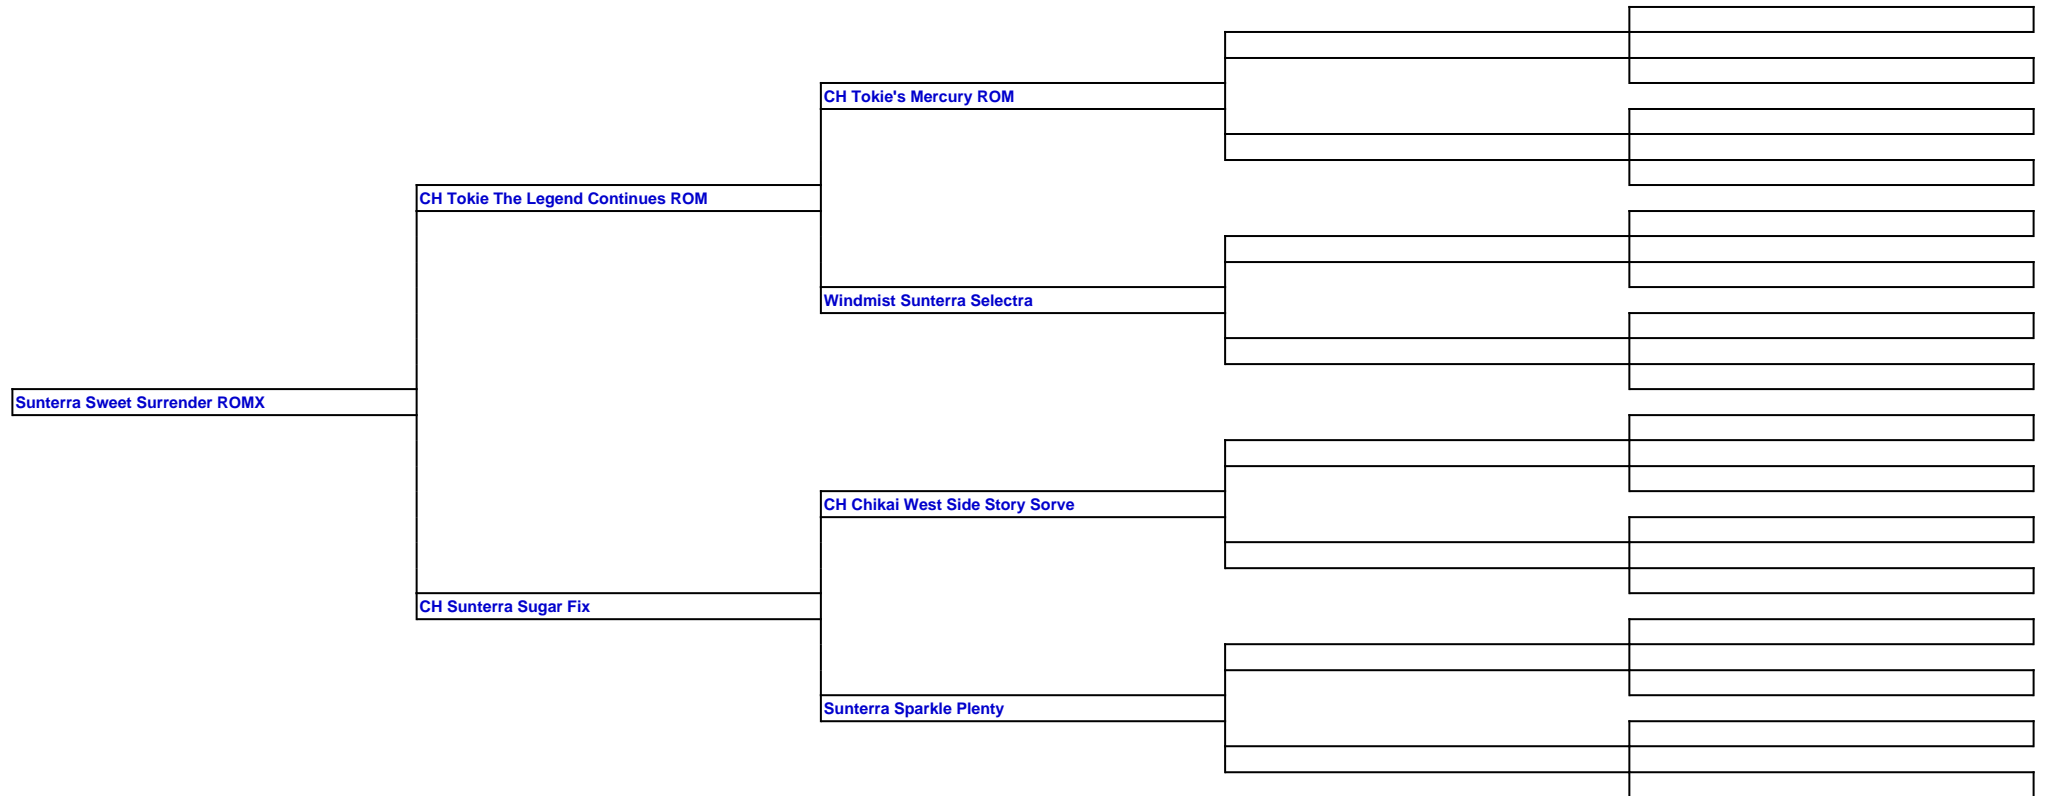 CH Tokie's Mercury ROM
CH Tokie The Legend Continues ROM
Windmist Sunterra Selectra
Sunterra Sweet Surrender ROMX
CH Chikai West Side Story Sorve
CH Sunterra Sugar Fix
Sunterra Sparkle Plenty